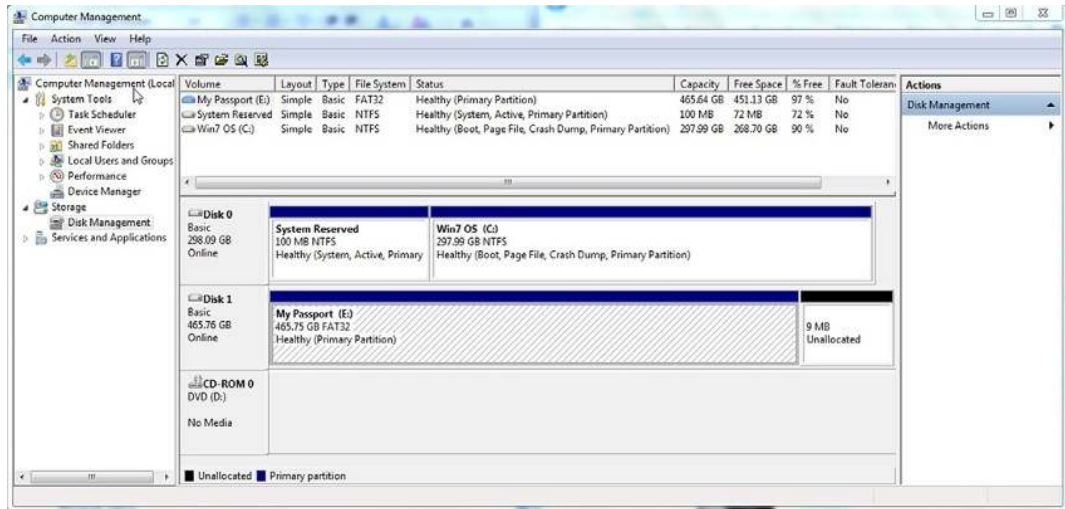 Computer Management
File Action View Help
Computer Management (Local
System Tools
Task Scheduler
Event Viewer
Shared Folders
Local Users and Groups
Performance
Device Manager
Storage
Disk Management
Services and Applications
Volume Layout Type File System Status Capacity Free Space % Free Fault Toleran
My Passport (E:) Simple Basic FAT32 Healthy (Primary Partition) 465.64 GB 451.13 GB 97 % No
System Reserved Simple Basic NTFS Healthy (System, Active, Primary Partition) 100 MB 72 MB 72 % No
Win7 OS (C:) Simple Basic NTFS Healthy (Boot, Page File, Crash Dump, Primary Partition) 297.99 GB 268.70 GB 90 % No
Disk 0
Basic
298.09 GB
Online
System Reserved
100 MB NTFS
Healthy (System, Active, Primary
Win7 OS (C:)
297.99 GB NTFS
Healthy (Boot, Page File, Crash Dump, Primary Partition)
Disk 1
Basic
465.76 GB
Online
My Passport (E:)
465.75 GB FAT32
Healthy (Primary Partition)
9 MB
Unallocated
CD-ROM 0
DVD (D:)
No Media
Unallocated Primary partition
Actions
Disk Management
More Actions